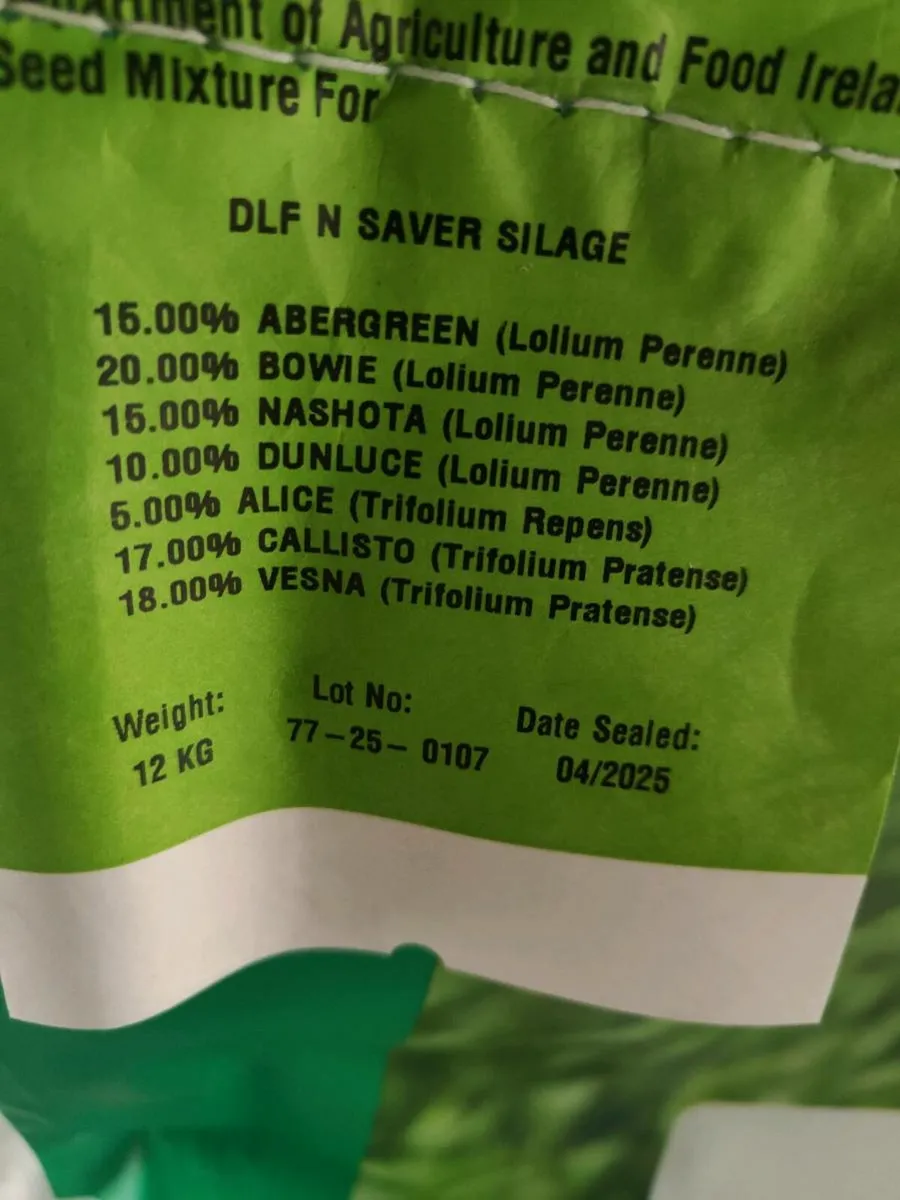 Department of Agriculture and Food Irela
Seed Mixture For
DLF N SAVER SILAGE
15.00% ABERGREEN (Lolium Perenne)
20.00% BOWIE (Lolium Perenne)
15.00% NASHOTA (Lolium Perenne)
10.00% DUNLUCE (Lolium Perenne)
5.00% ALICE (Trifolium Repens)
17.00% CALLISTO (Trifolium Pratense)
18.00% VESNA (Trifolium Pratense)
Weight: Lot No: Date Sealed:
12 KG 77-25- 0107 04/2025